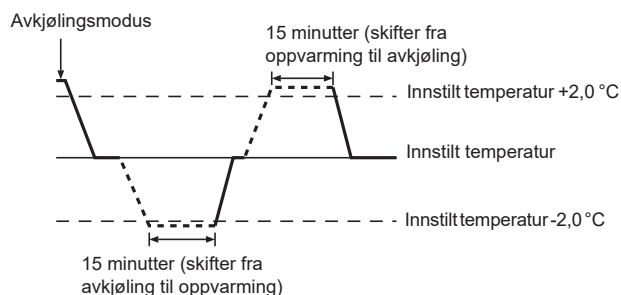 Avkjølingsmodus
15 minutter (skifter fra
oppvarming til avkjøling)
Innstilt temperatur +2,0 °C
Innstilt temperatur
Innstilt temperatur -2,0 °C
15 minutter (skifter fra
avkjøling til oppvarming)